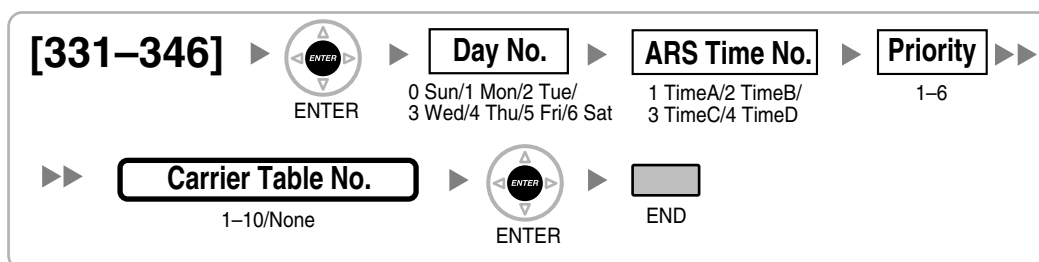 [331–346]
ENTER
ENTER
Day No.
0 Sun/1 Mon/2 Tue/
3 Wed/4 Thu/5 Fri/6 Sat
ARS Time No.
1 TimeA/2 TimeB/
3 TimeC/4 TimeD
Priority
1–6
Carrier Table No.
1–10/None
ENTER
ENTER
END